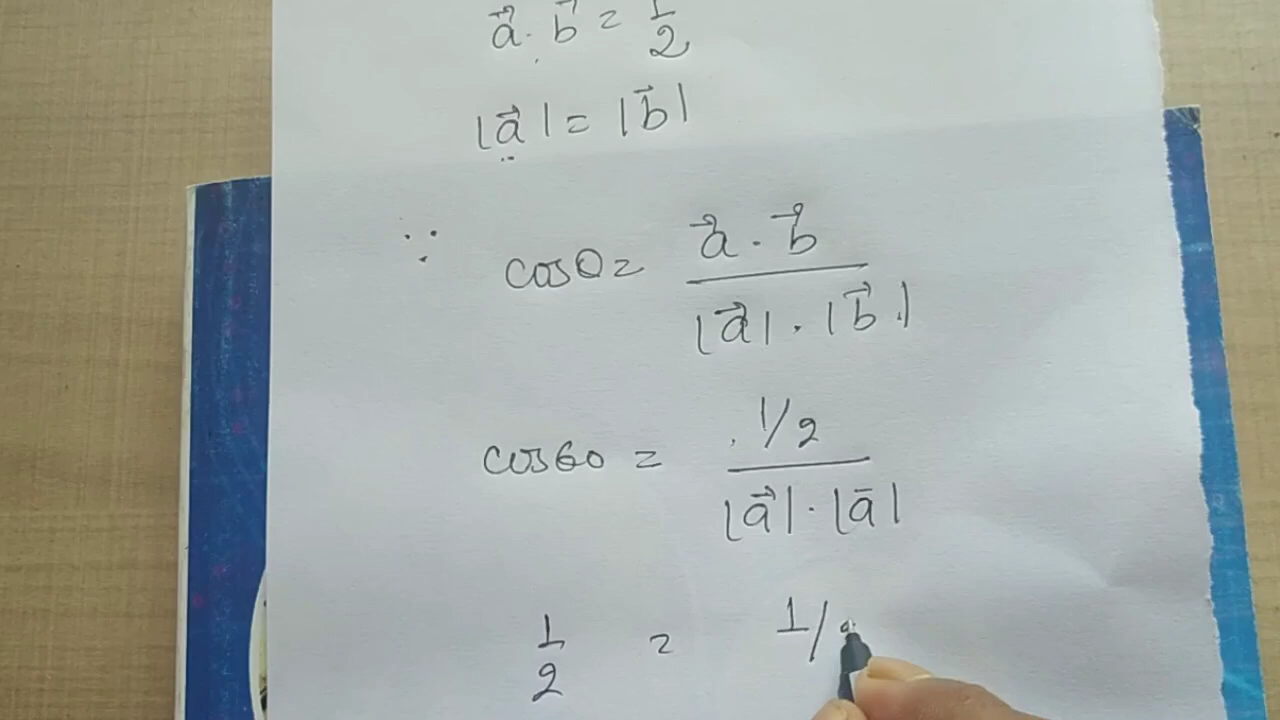 a⃗ . b⃗ = 1/2
|a⃗| = |b⃗|
∵ cosθ = a⃗ . b⃗ / |a⃗| . |b⃗|
cos60 = 1/2 / |a⃗| . |ā|
1/2 = 1/